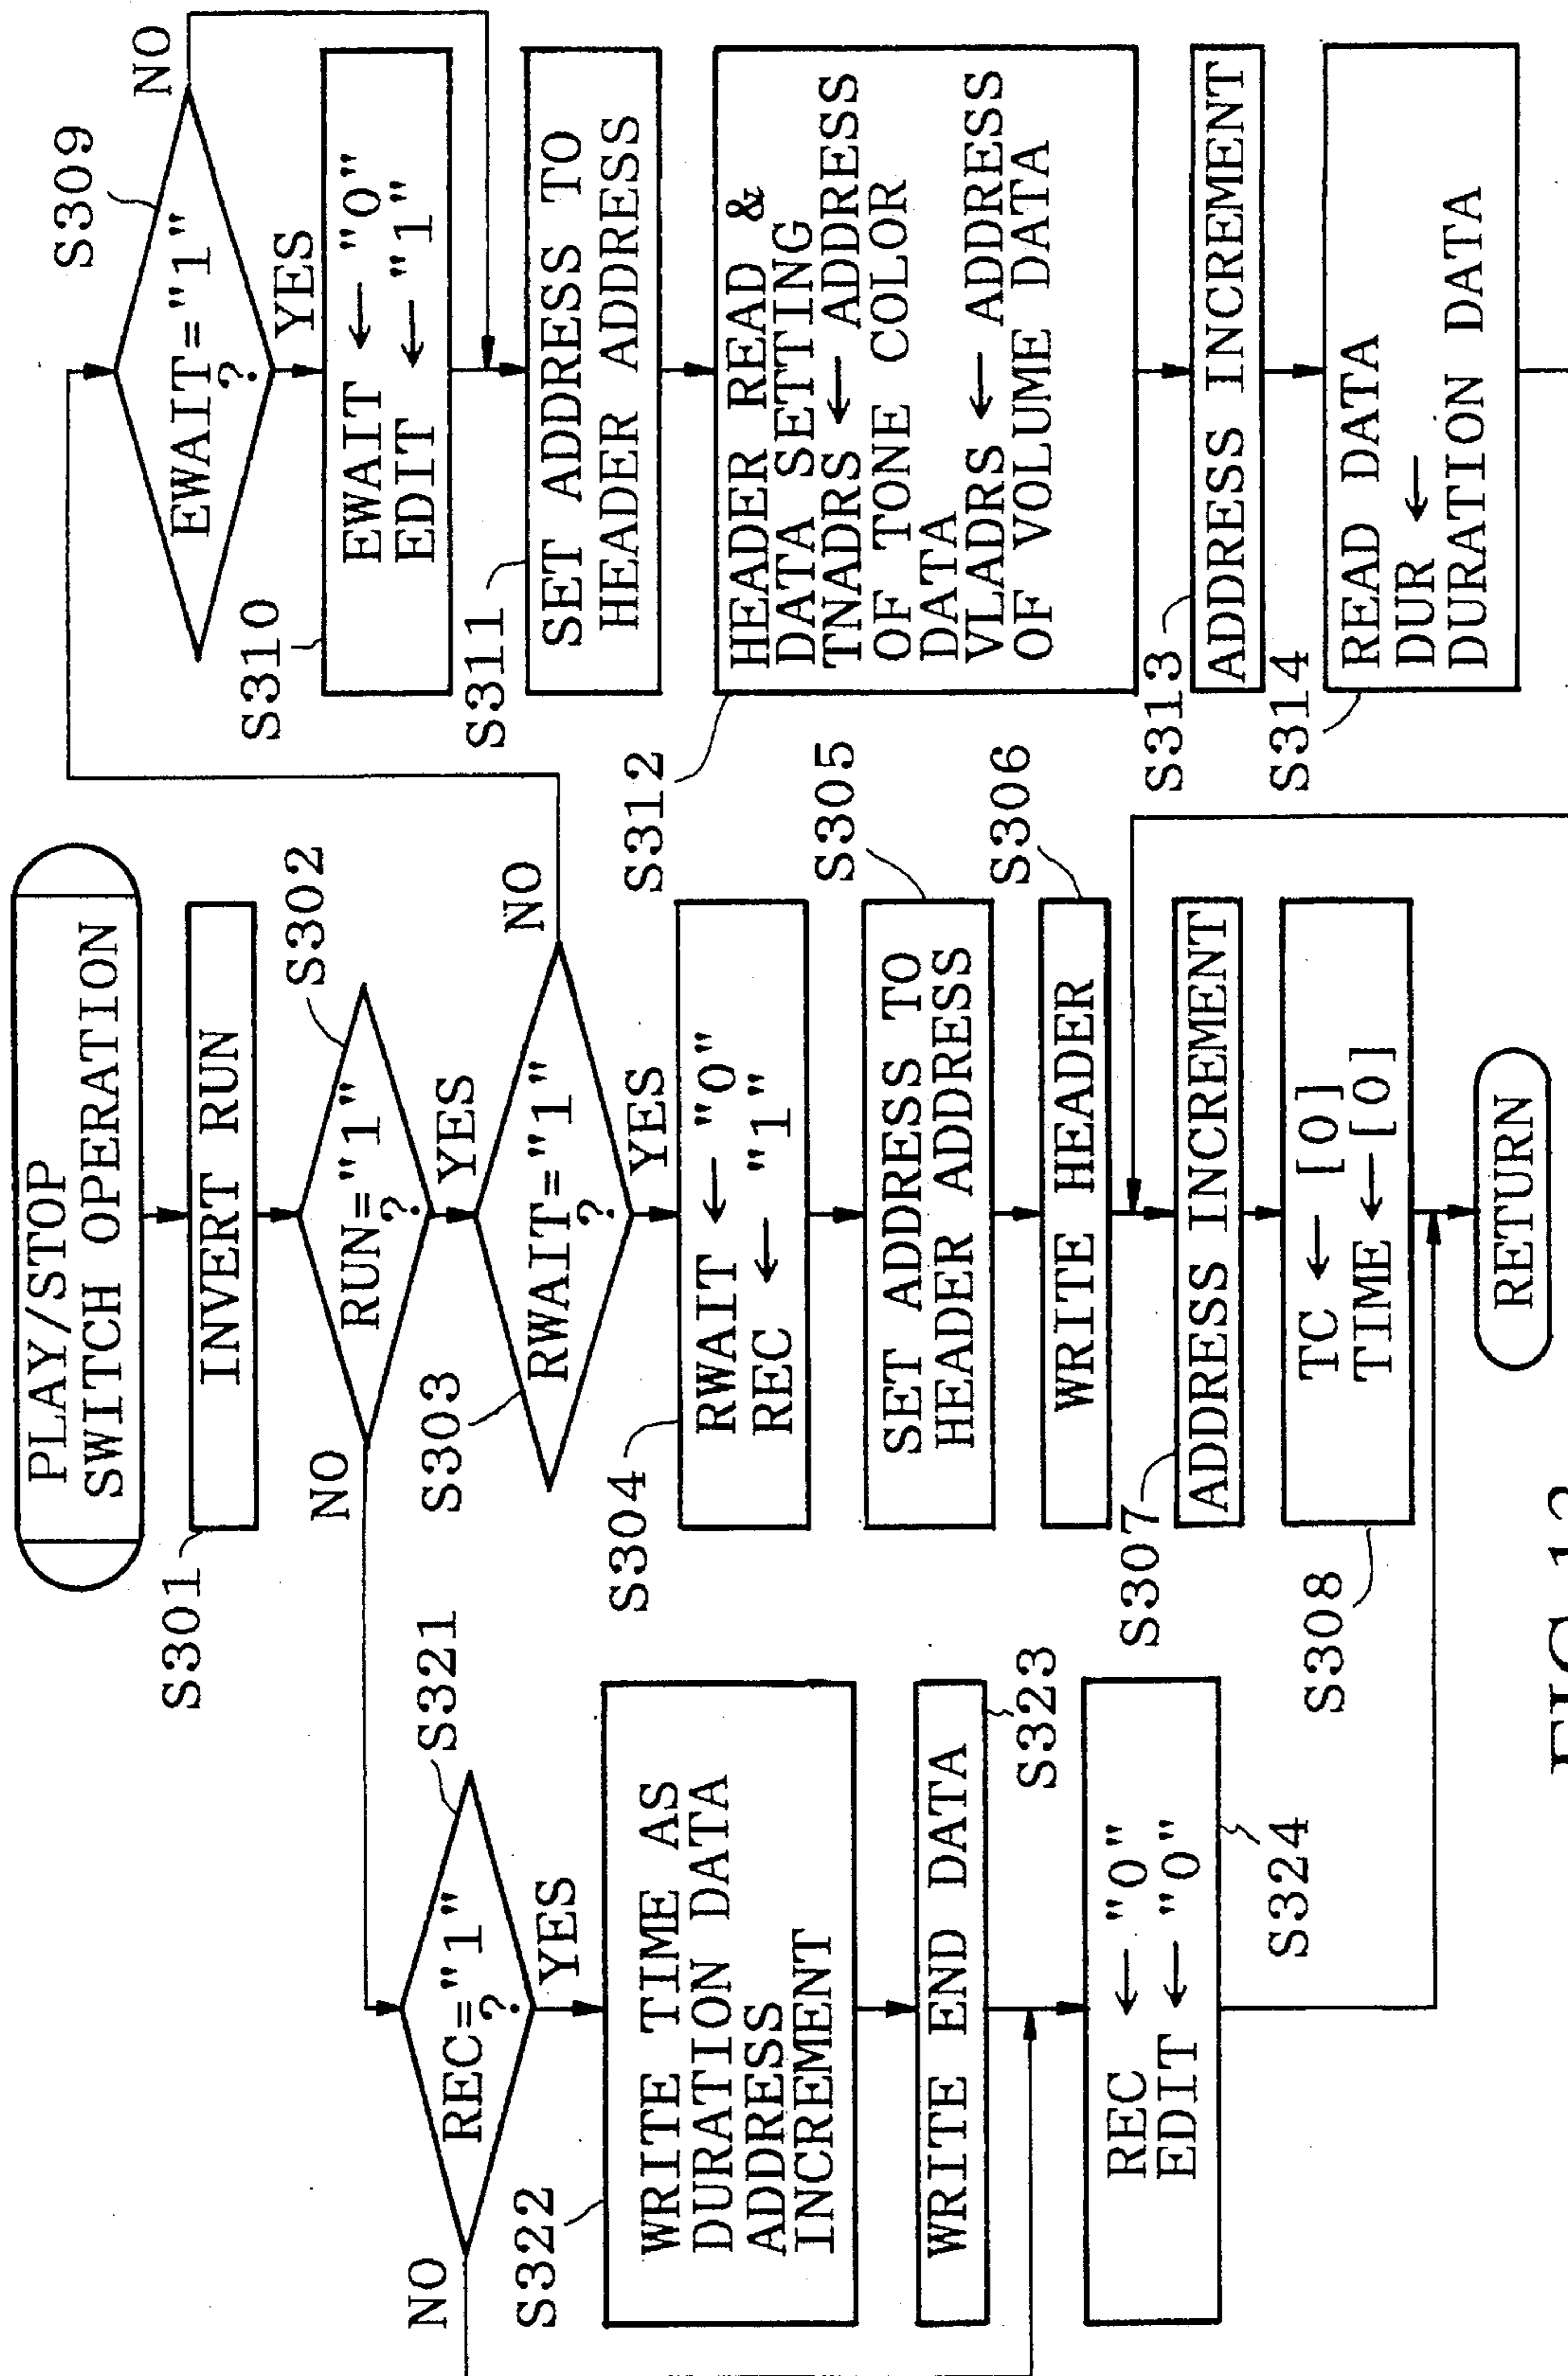 PLAY/STOP
SWITCH OPERATION
S301
INVERT RUN
S302
RUN="1"
?
NO
YES
S303
RWAIT="1"
?
NO
YES
S304
RWAIT ← "0"
REC ← "1"
S305
SET ADDRESS TO
HEADER ADDRESS
S306
WRITE HEADER
S307
ADDRESS INCREMENT
S308
TC ← [0]
TIME ← [0]
RETURN
S309
EWAIT="1"
?
NO
YES
S310
EWAIT ← "0"
EDIT ← "1"
S311
SET ADDRESS TO
HEADER ADDRESS
S312
HEADER READ &
DATA SETTING
TNADRS ← ADDRESS
OF TONE COLOR
DATA
VLADRS ← ADDRESS
OF VOLUME DATA
S313
ADDRESS INCREMENT
S314
READ DATA
DUR ←
DURATION DATA
S321
REC="1"
?
NO
YES
S322
WRITE TIME AS
DURATION DATA
ADDRESS
INCREMENT
S323
WRITE END DATA
S324
REC ← "0"
EDIT ← "0"